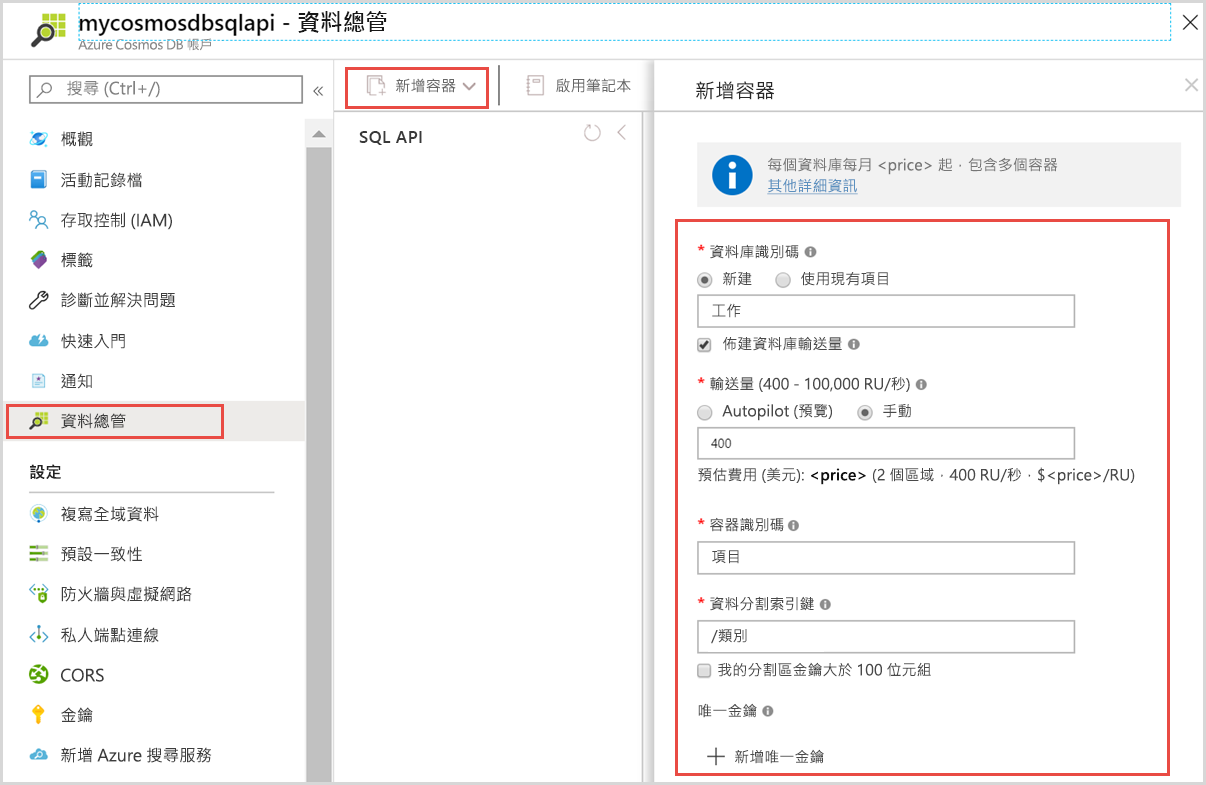 mycosmosdbsqlapi - 資料總管
Azure Cosmos DB 帳戶
搜尋 (Ctrl+/)
«
概觀
活動記錄檔
存取控制 (IAM)
標籤
診斷並解決問題
快速入門
通知
資料總管
設定
複寫全域資料
預設一致性
防火牆與虛擬網路
私人端點連線
CORS
金鑰
新增 Azure 搜尋服務
新增容器
啟用筆記本
SQL API
新增容器
每個資料庫每月 <price> 起，包含多個容器
其他詳細資訊
* 資料庫識別碼
新建 使用現有項目
工作
佈建資料庫輸送量
* 輸送量 (400 - 100,000 RU/秒)
Autopilot (預覽) 手動
400
預估費用 (美元): <price> (2 個區域，400 RU/秒，$<price>/RU)
* 容器識別碼
項目
* 資料分割索引鍵
/類別
我的分割區金鑰大於 100 位元組
唯一金鑰
新增唯一金鑰